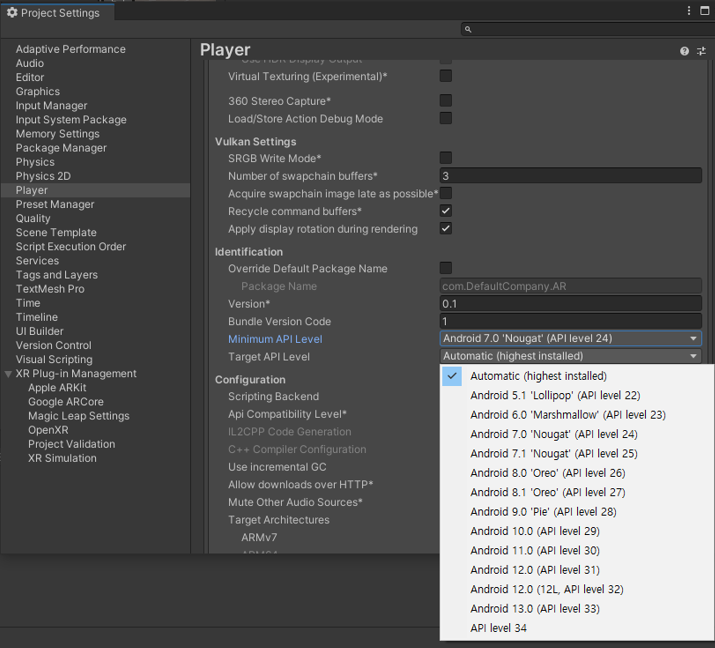 Project Settings
Adaptive Performance
Audio
Editor
Graphics
Input Manager
Input System Package
Memory Settings
Package Manager
Physics
Physics 2D
Player
Preset Manager
Quality
Scene Template
Script Execution Order
Services
Tags and Layers
TextMesh Pro
Time
Timeline
UI Builder
Version Control
Visual Scripting
XR Plug-in Management
Apple ARKit
Google ARCore
Magic Leap Settings
OpenXR
Project Validation
XR Simulation
Player
Use HDR Display Output
Virtual Texturing (Experimental)*
360 Stereo Capture*
Load/Store Action Debug Mode
Vulkan Settings
SRGB Write Mode*
Number of swapchain buffers* 3
Acquire swapchain image late as possible*
Recycle command buffers*
Apply display rotation during rendering
Identification
Override Default Package Name
Package Name com.DefaultCompany.AR
Version* 0.1
Bundle Version Code 1
Minimum API Level Android 7.0 'Nougat' (API level 24)
Target API Level Automatic (highest installed)
Configuration
Scripting Backend
Api Compatibility Level*
IL2CPP Code Generation
C++ Compiler Configuration
Use incremental GC
Allow downloads over HTTP*
Mute Other Audio Sources*
Target Architectures
ARMv7
ARM64
Automatic (highest installed)
Android 5.1 'Lollipop' (API level 22)
Android 6.0 'Marshmallow' (API level 23)
Android 7.0 'Nougat' (API level 24)
Android 7.1 'Nougat' (API level 25)
Android 8.0 'Oreo' (API level 26)
Android 8.1 'Oreo' (API level 27)
Android 9.0 'Pie' (API level 28)
Android 10.0 (API level 29)
Android 11.0 (API level 30)
Android 12.0 (API level 31)
Android 12.0 (12L, API level 32)
Android 13.0 (API level 33)
API level 34